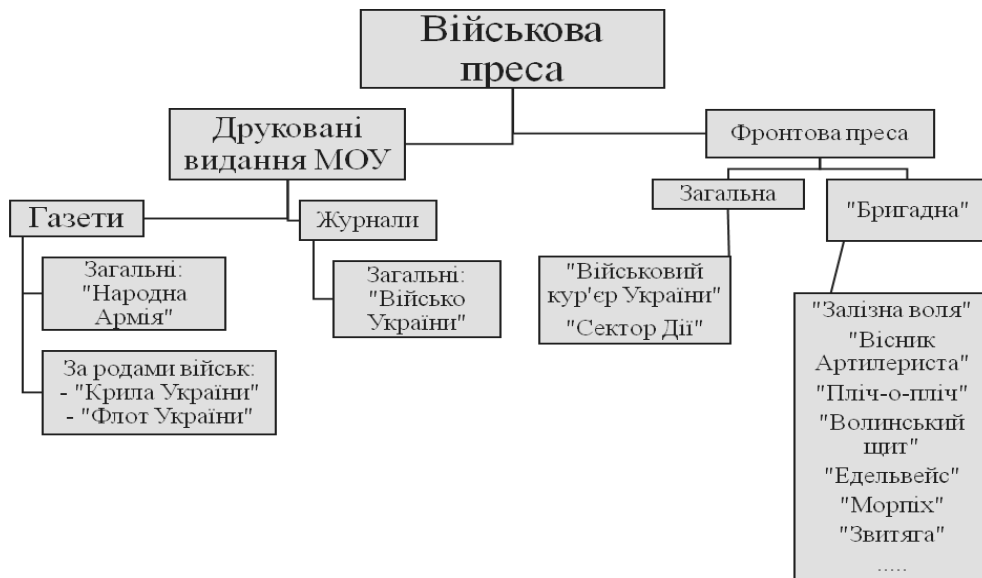 Військова
преса
Друковані
видання МОУ
Фронтова преса
Газети
Журнали
Загальна
"Бригадна"
Загальні:
"Народна
Армія"
Загальні:
"Військо
України"
"Військовий
кур'єр України"
"Сектор Дії"
За родами військ:
- "Крила України"
- "Флот України"
"Залізна воля"
"Вісник
Артилериста"
"Пліч-о-пліч"
"Волинський
щит"
"Едельвейс"
"Морпіх"
"Звитяга"
.....